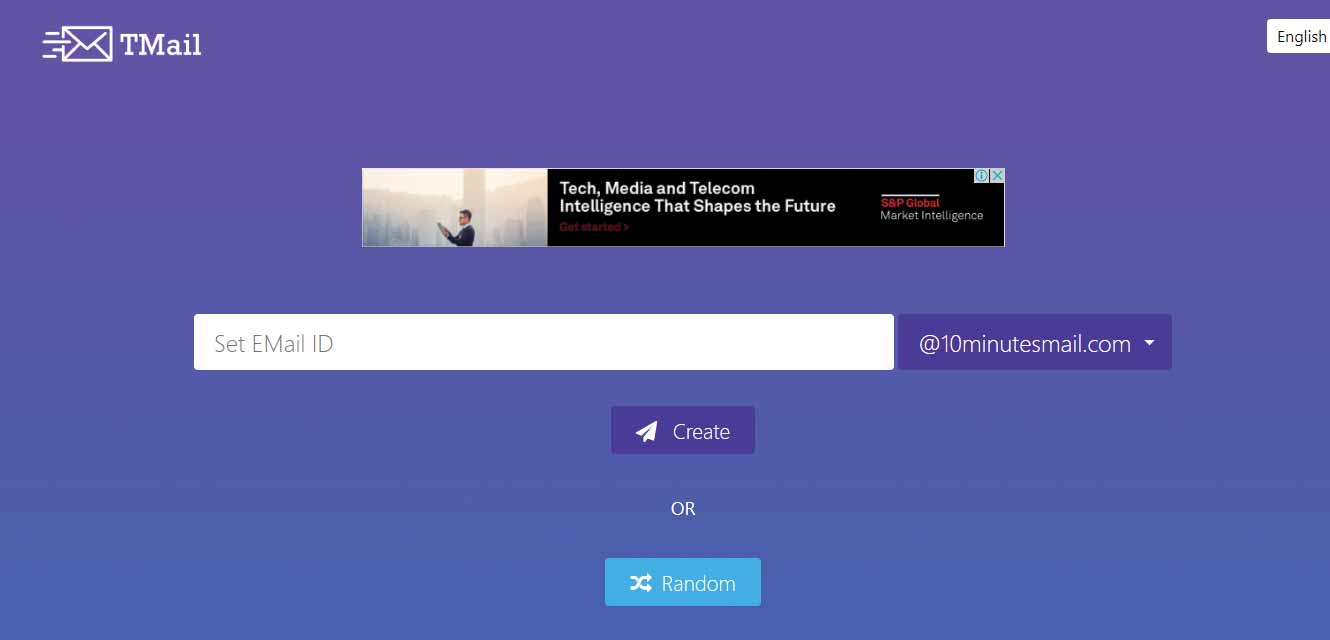 TMail
English
Tech, Media and Telecom
Intelligence That Shapes the Future
Get started >
S&P Global
Market Intelligence
Set EMail ID
@10minutesmail.com
Create
OR
Random